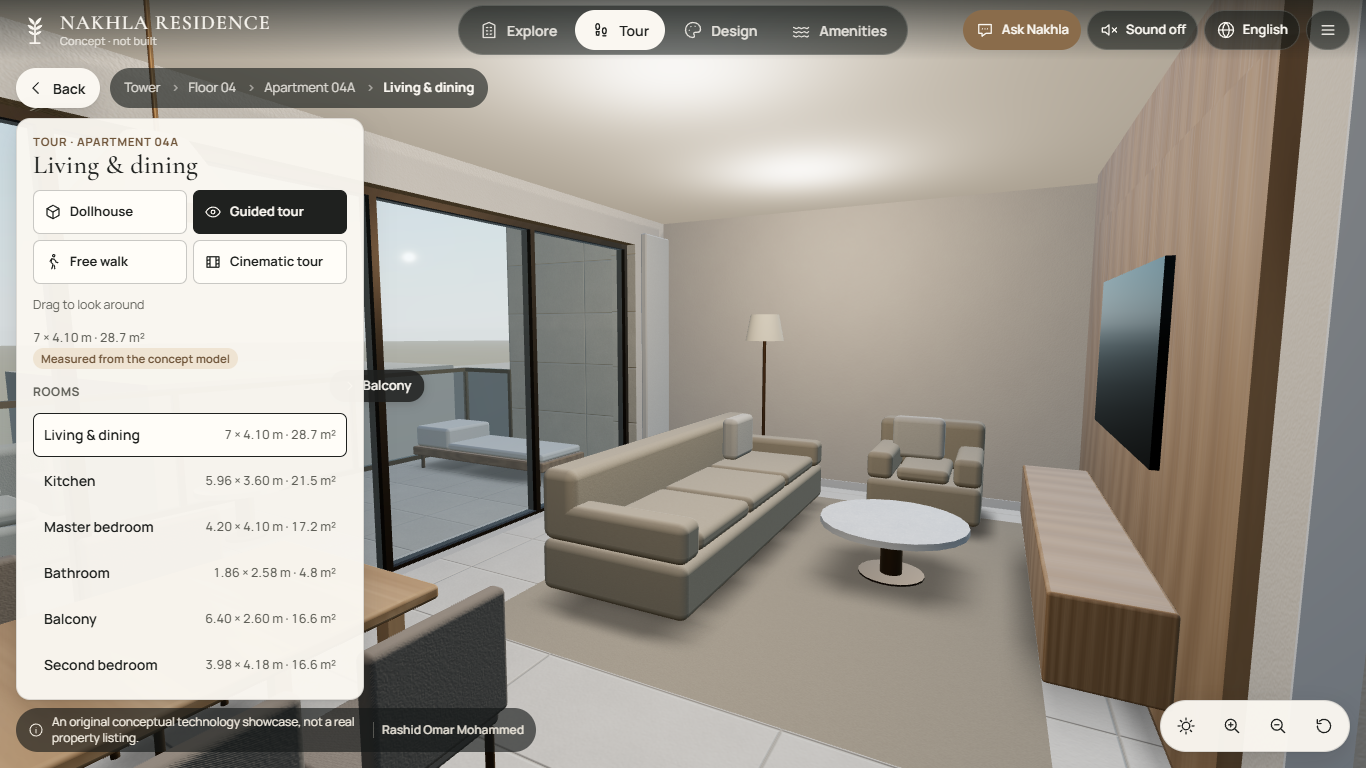 NAKHLA RESIDENCE
Concept · not built
Explore
Tour
Design
Amenities
Ask Nakhla
Sound off
English
Back
Tower › Floor 04 › Apartment 04A › Living & dining
TOUR · APARTMENT 04A
Living & dining
Dollhouse
Guided tour
Free walk
Cinematic tour
Drag to look around
7 × 4.10 m · 28.7 m²
Measured from the concept model
Balcony
ROOMS
Living & dining 7 × 4.10 m · 28.7 m²
Kitchen 5.96 × 3.60 m · 21.5 m²
Master bedroom 4.20 × 4.10 m · 17.2 m²
Bathroom 1.86 × 2.58 m · 4.8 m²
Balcony 6.40 × 2.60 m · 16.6 m²
Second bedroom 3.98 × 4.18 m · 16.6 m²
An original conceptual technology showcase, not a real
property listing.
Rashid Omar Mohammed